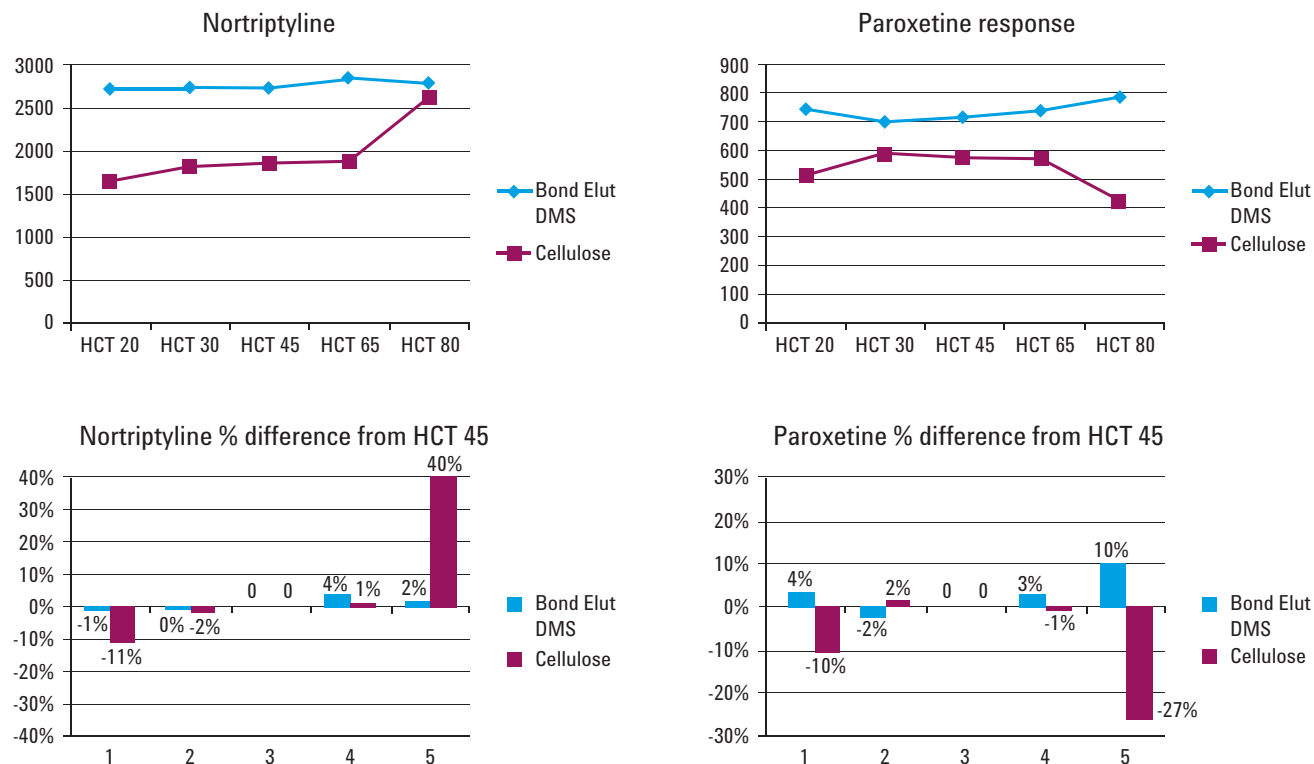 Nortriptyline
3000
2500
2000
1500
1000
500
0
HCT 20 HCT 30 HCT 45 HCT 65 HCT 80
Bond Elut
DMS
Cellulose
Paroxetine response
900
800
700
600
500
400
300
200
100
0
HCT 20 HCT 30 HCT 45 HCT 65 HCT 80
Bond Elut
DMS
Cellulose
Nortriptyline % difference from HCT 45
40%
30%
20%
10%
0%
-10%
-20%
-30%
-40%
-1% -11% 0% -2% 0 0 4% 1% 2% 40%
1 2 3 4 5
Bond Elut
DMS
Cellulose
Paroxetine % difference from HCT 45
30%
20%
10%
0%
-10%
-20%
-30%
4% -10% -2% 2% 0 0 3% -1% 10% -27%
1 2 3 4 5
Bond Elut
DMS
Cellulose